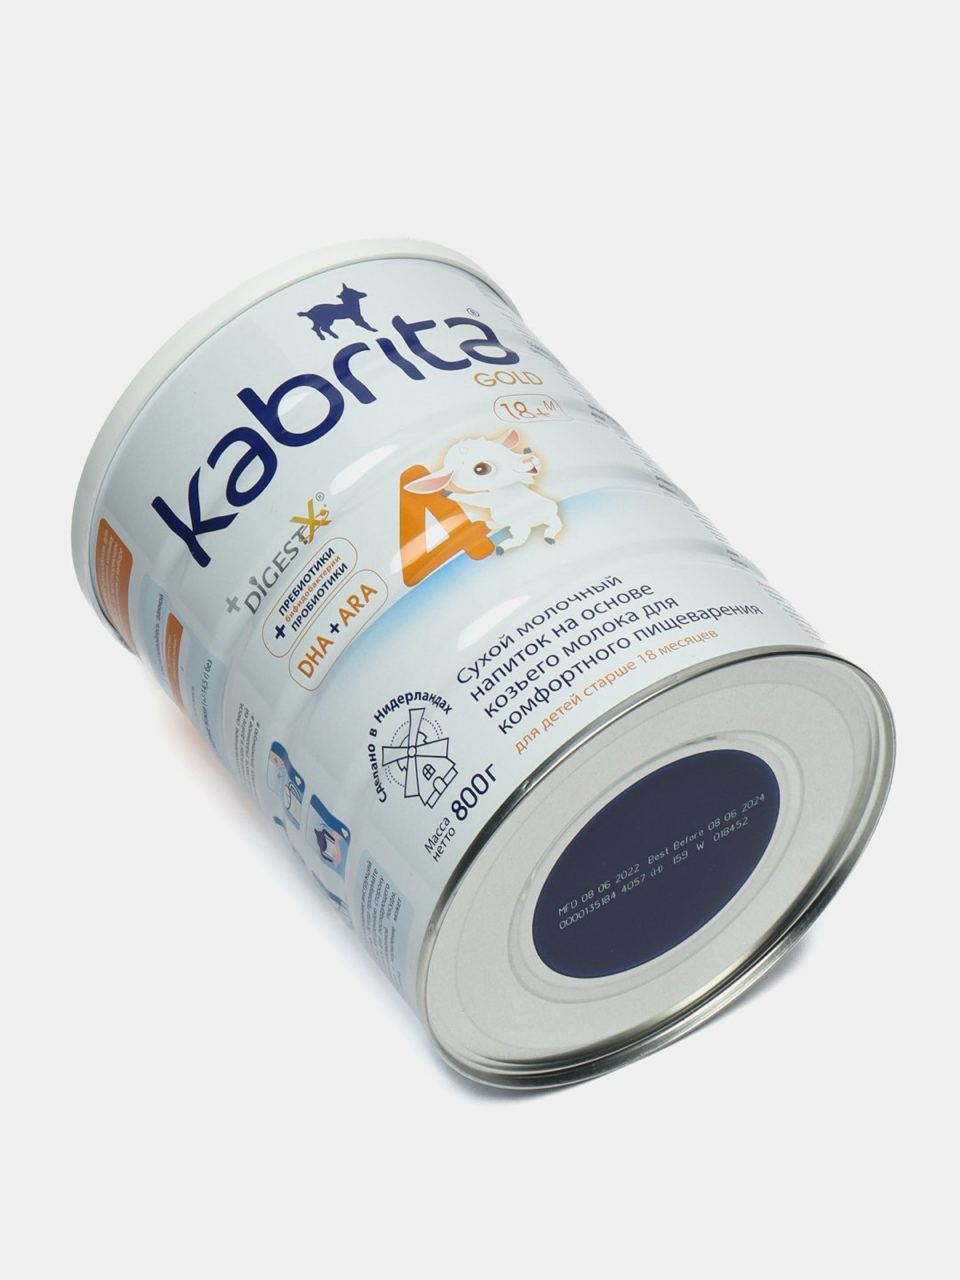 kabrita®
GOLD
18+м
4
+DIGESTX®
+ ПРЕБИОТИКИ
бифидобактерии
ПРОБИОТИКИ
DHA + ARA
Сухой молочный
напиток на основе
козьего молока для
комфортного пищеварения
для детей старше 18 месяцев
Сделано в Нидерландах
Масса
нетто 800г
MFD 08 06 2022 Best Before 08 06 2024
0000135184 4057 (H) 159 W 018452